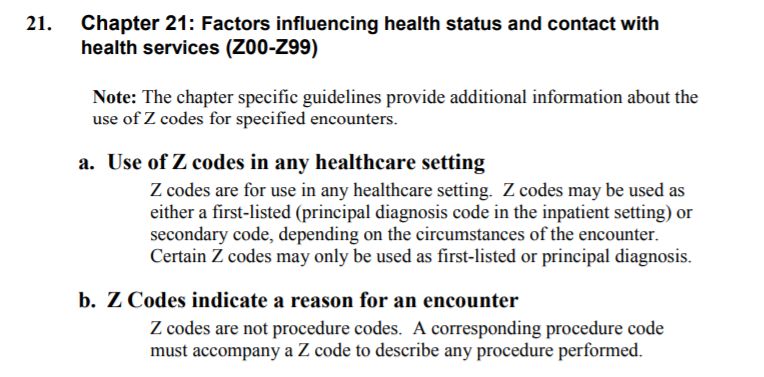 21. Chapter 21: Factors influencing health status and contact with
health services (Z00-Z99)
Note: The chapter specific guidelines provide additional information about the
use of Z codes for specified encounters.
a. Use of Z codes in any healthcare setting
Z codes are for use in any healthcare setting. Z codes may be used as
either a first-listed (principal diagnosis code in the inpatient setting) or
secondary code, depending on the circumstances of the encounter.
Certain Z codes may only be used as first-listed or principal diagnosis.
b. Z Codes indicate a reason for an encounter
Z codes are not procedure codes. A corresponding procedure code
must accompany a Z code to describe any procedure performed.